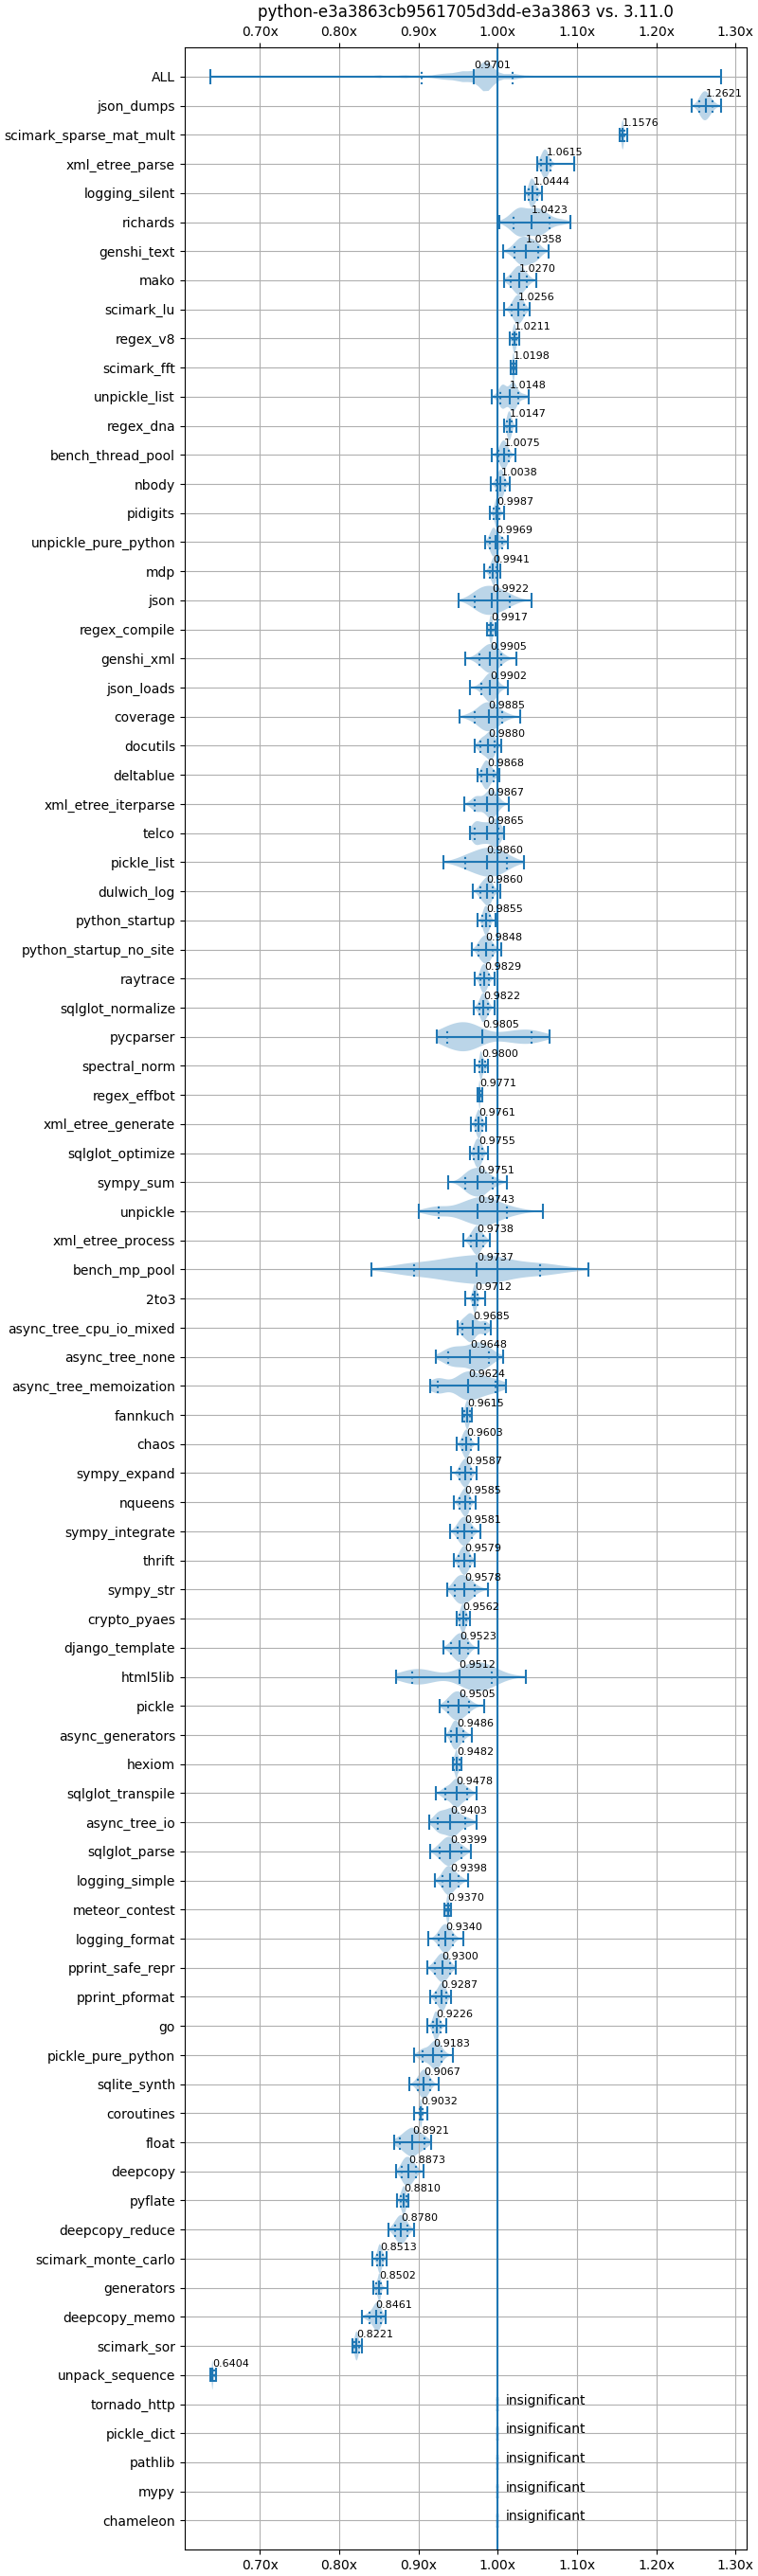 python-e3a3863cb9561705d3dd-e3a3863 vs. 3.11.0
0.70x 0.80x 0.90x 1.00x 1.10x 1.20x 1.30x
ALL 0.9701
json_dumps 1.2621
scimark_sparse_mat_mult 1.1576
xml_etree_parse 1.0615
logging_silent 1.0444
richards 1.0423
genshi_text 1.0358
mako 1.0270
scimark_lu 1.0256
regex_v8 1.0211
scimark_fft 1.0198
unpickle_list 1.0148
regex_dna 1.0147
bench_thread_pool 1.0075
nbody 1.0038
pidigits 0.9987
unpickle_pure_python 0.9969
mdp 0.9941
json 0.9922
regex_compile 0.9917
genshi_xml 0.9905
json_loads 0.9902
coverage 0.9885
docutils 0.9880
deltablue 0.9868
xml_etree_iterparse 0.9867
telco 0.9865
pickle_list 0.9860
dulwich_log 0.9860
python_startup 0.9855
python_startup_no_site 0.9848
raytrace 0.9829
sqlglot_normalize 0.9822
pycparser 0.9805
spectral_norm 0.9800
regex_effbot 0.9771
xml_etree_generate 0.9761
sqlglot_optimize 0.9755
sympy_sum 0.9751
unpickle 0.9743
xml_etree_process 0.9738
bench_mp_pool 0.9737
2to3 0.9712
async_tree_cpu_io_mixed 0.9685
async_tree_none 0.9648
async_tree_memoization 0.9624
fannkuch 0.9615
chaos 0.9603
sympy_expand 0.9587
nqueens 0.9585
sympy_integrate 0.9581
thrift 0.9579
sympy_str 0.9578
crypto_pyaes 0.9562
django_template 0.9523
html5lib 0.9512
pickle 0.9505
async_generators 0.9486
hexiom 0.9482
sqlglot_transpile 0.9478
async_tree_io 0.9403
sqlglot_parse 0.9399
logging_simple 0.9398
meteor_contest 0.9370
logging_format 0.9340
pprint_safe_repr 0.9300
pprint_pformat 0.9287
go 0.9226
pickle_pure_python 0.9183
sqlite_synth 0.9067
coroutines 0.9032
float 0.8921
deepcopy 0.8873
pyflate 0.8810
deepcopy_reduce 0.8780
scimark_monte_carlo 0.8513
generators 0.8502
deepcopy_memo 0.8461
scimark_sor 0.8221
unpack_sequence 0.6404
tornado_http insignificant
pickle_dict insignificant
pathlib insignificant
mypy insignificant
chameleon insignificant
0.70x 0.80x 0.90x 1.00x 1.10x 1.20x 1.30x